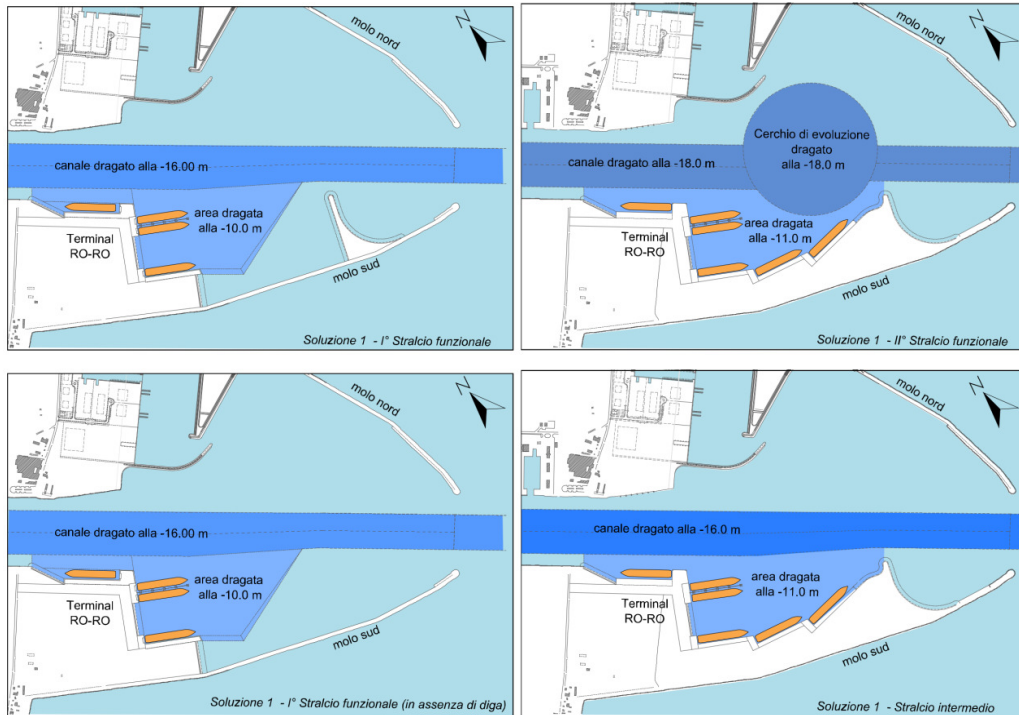 molo nord
N
canale dragato alla -16.00 m
area dragata
alla -10.0 m
Terminal
RO-RO
molo sud
Soluzione 1 - I° Stralcio funzionale
molo nord
N
Cerchio di evoluzione
dragato
alla -18.0 m
canale dragato alla -18.0 m
area dragata
alla -11.0 m
Terminal
RO-RO
molo sud
Soluzione 1 - II° Stralcio funzionale
molo nord
N
canale dragato alla -16.00 m
area dragata
alla -10.0 m
Terminal
RO-RO
molo sud
Soluzione 1 - I° Stralcio funzionale (in assenza di diga)
molo nord
N
canale dragato alla -16.0 m
area dragata
alla -11.0 m
Terminal
RO-RO
molo sud
Soluzione 1 - Stralcio intermedio